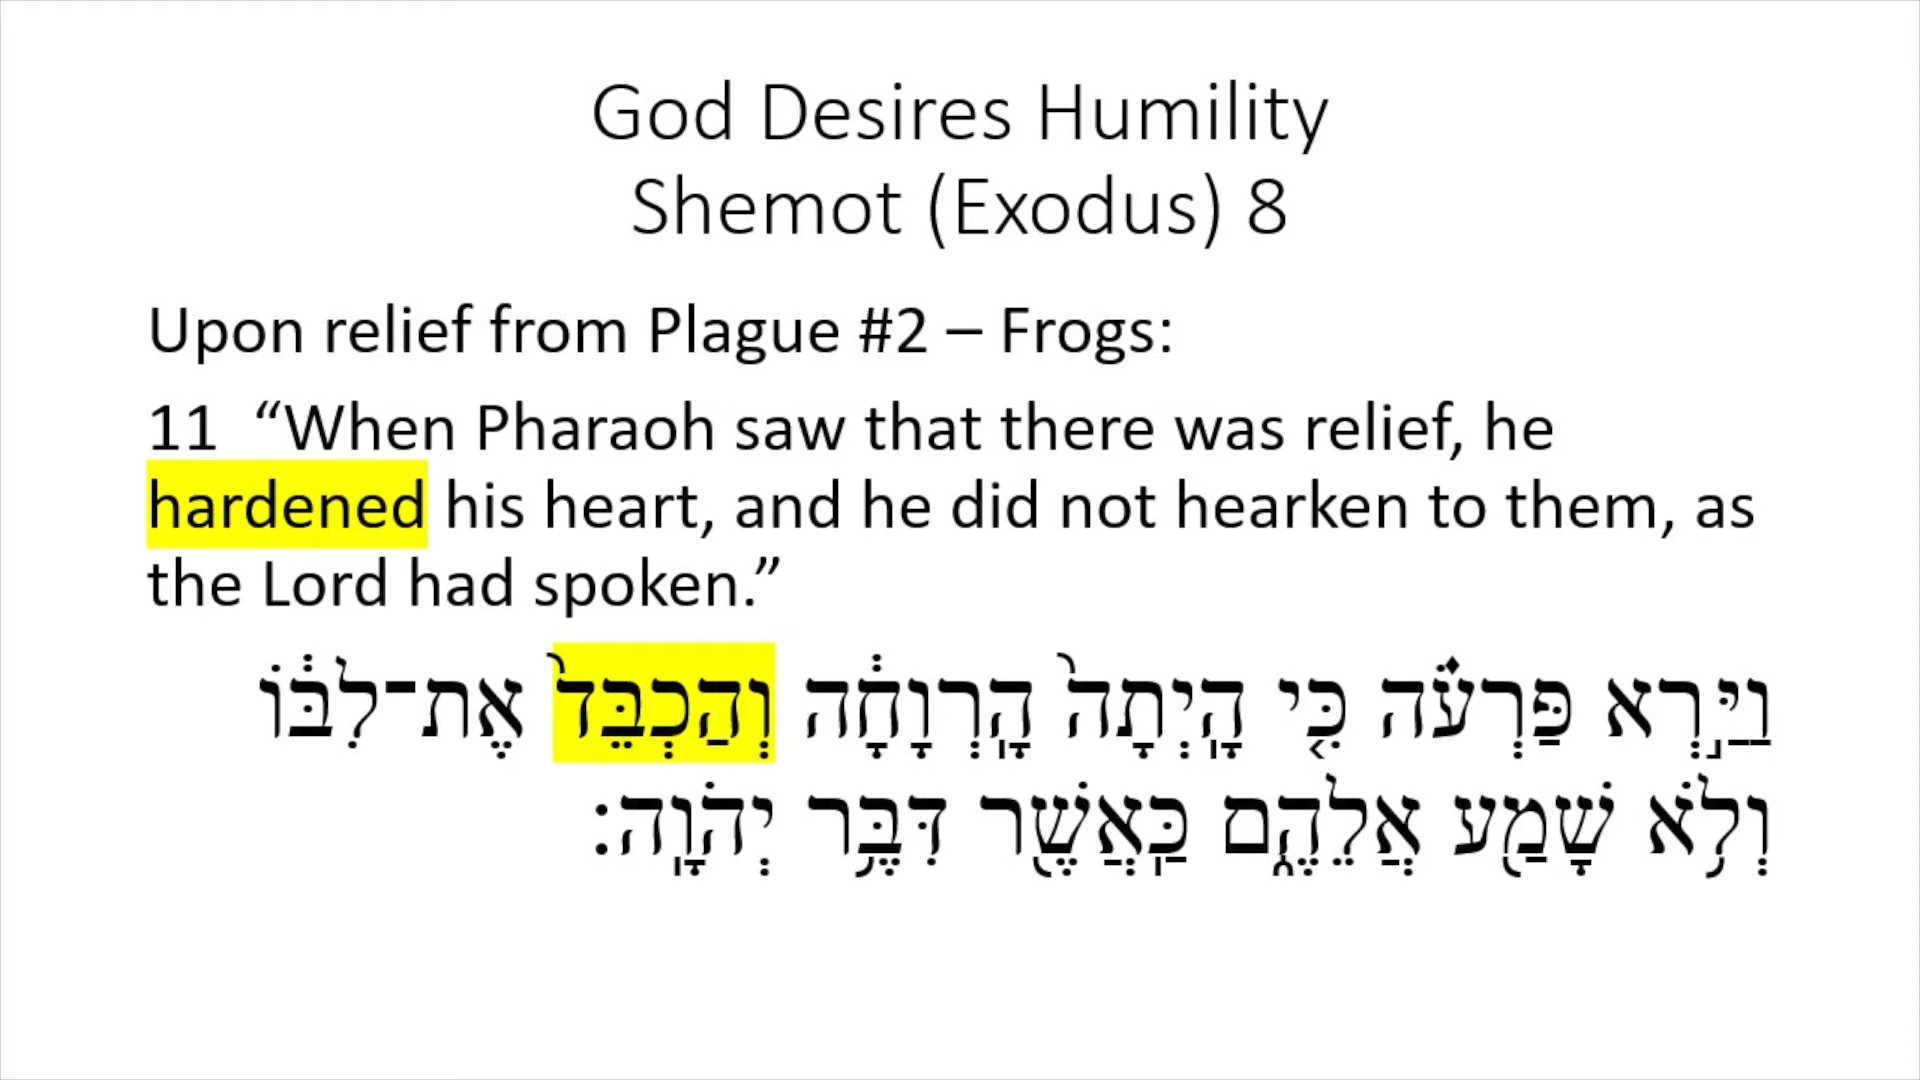 God Desires Humility
Shemot (Exodus) 8
Upon relief from Plague #2 – Frogs:
11 “When Pharaoh saw that there was relief, he
hardened his heart, and he did not hearken to them, as
the Lord had spoken.”
וַיַּ֣רְא פַּרְעֹ֗ה כִּ֤י הָֽיְתָה֙ הָֽרְוָחָ֔ה וְהַכְבֵּד֙ אֶת־לִבּ֔וֹ
וְלֹ֥א שָׁמַ֖ע אֲלֵהֶ֑ם כַּֽאֲשֶׁ֖ר דִּבֶּ֥ר יְהֹוָֽה׃